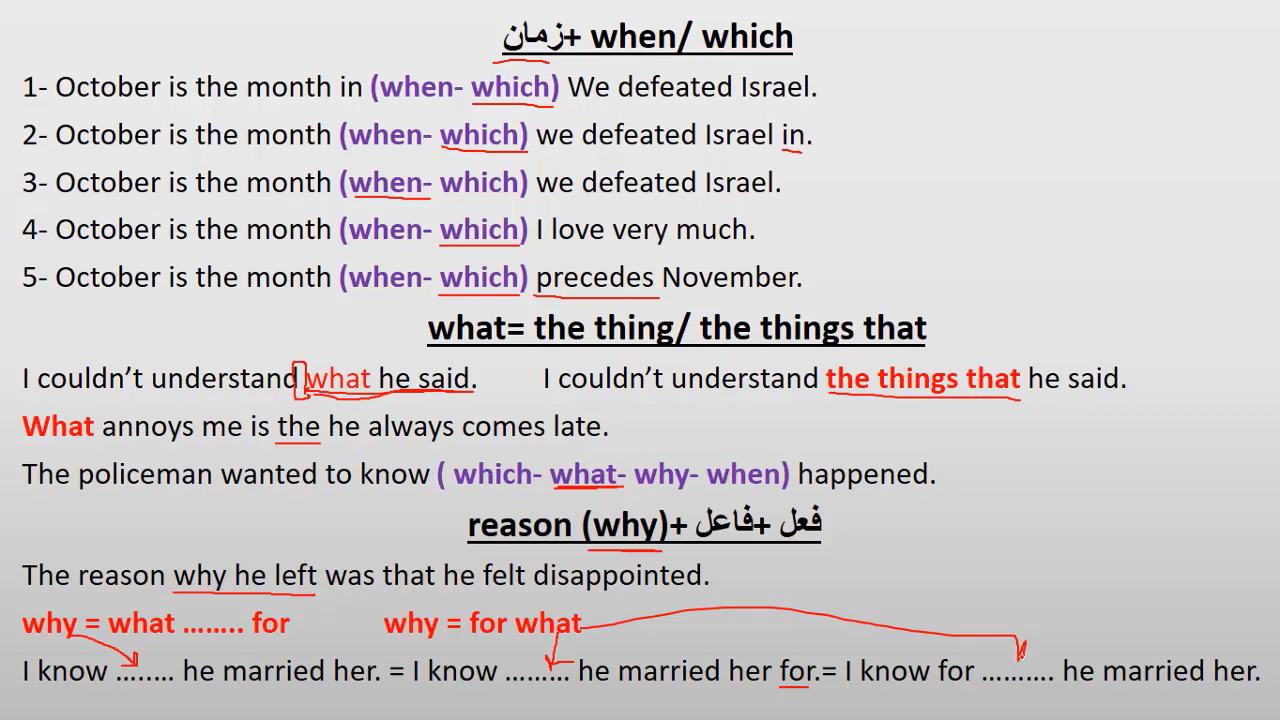 زمان+ when/ which
1- October is the month in (when- which) We defeated Israel.
2- October is the month (when- which) we defeated Israel in.
3- October is the month (when- which) we defeated Israel.
4- October is the month (when- which) I love very much.
5- October is the month (when- which) precedes November.
what= the thing/ the things that
I couldn’t understand what he said. I couldn’t understand the things that he said.
What annoys me is the he always comes late.
The policeman wanted to know ( which- what- why- when) happened.
reason (why)+ فاعل +فعل
The reason why he left was that he felt disappointed.
why = what …….. for why = for what
I know …..… he married her. = I know ……… he married her for.= I know for ………. he married her.